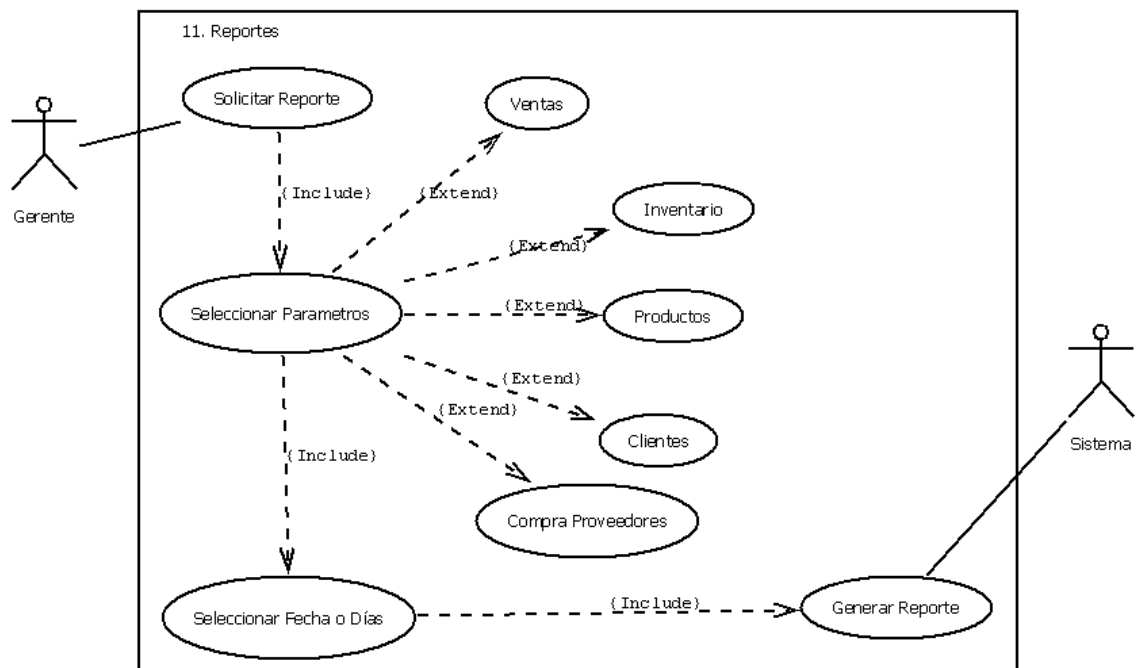 11. Reportes
Solicitar Reporte
Ventas
Gerente
{Include}
{Extend}
Inventario
{Extend}
Seleccionar Parametros
{Extend}
Productos
{Extend}
{Extend}
Clientes
Sistema
{Include}
Compra Proveedores
Seleccionar Fecha o Días
{Include}
Generar Reporte